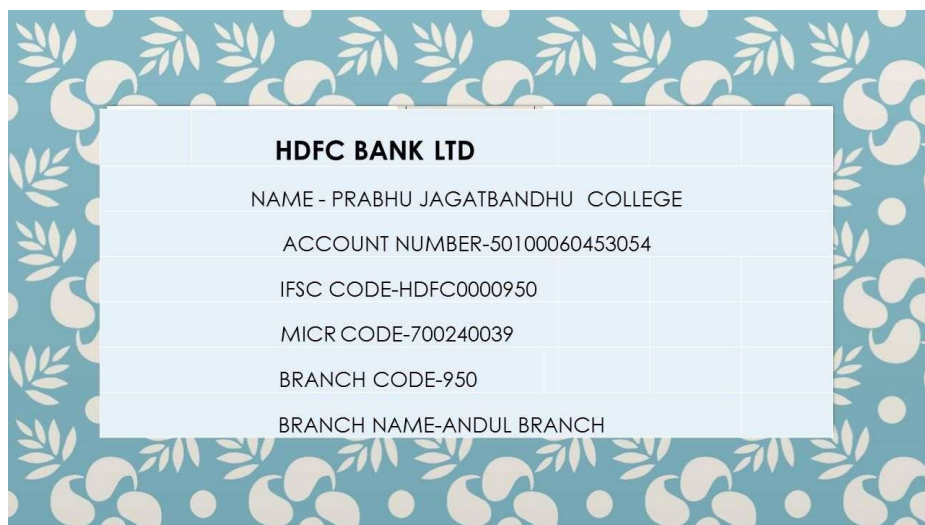 HDFC BANK LTD
NAME - PRABHU JAGATBANDHU COLLEGE
ACCOUNT NUMBER-50100060453054
IFSC CODE-HDFC0000950
MICR CODE-700240039
BRANCH CODE-950
BRANCH NAME-ANDUL BRANCH